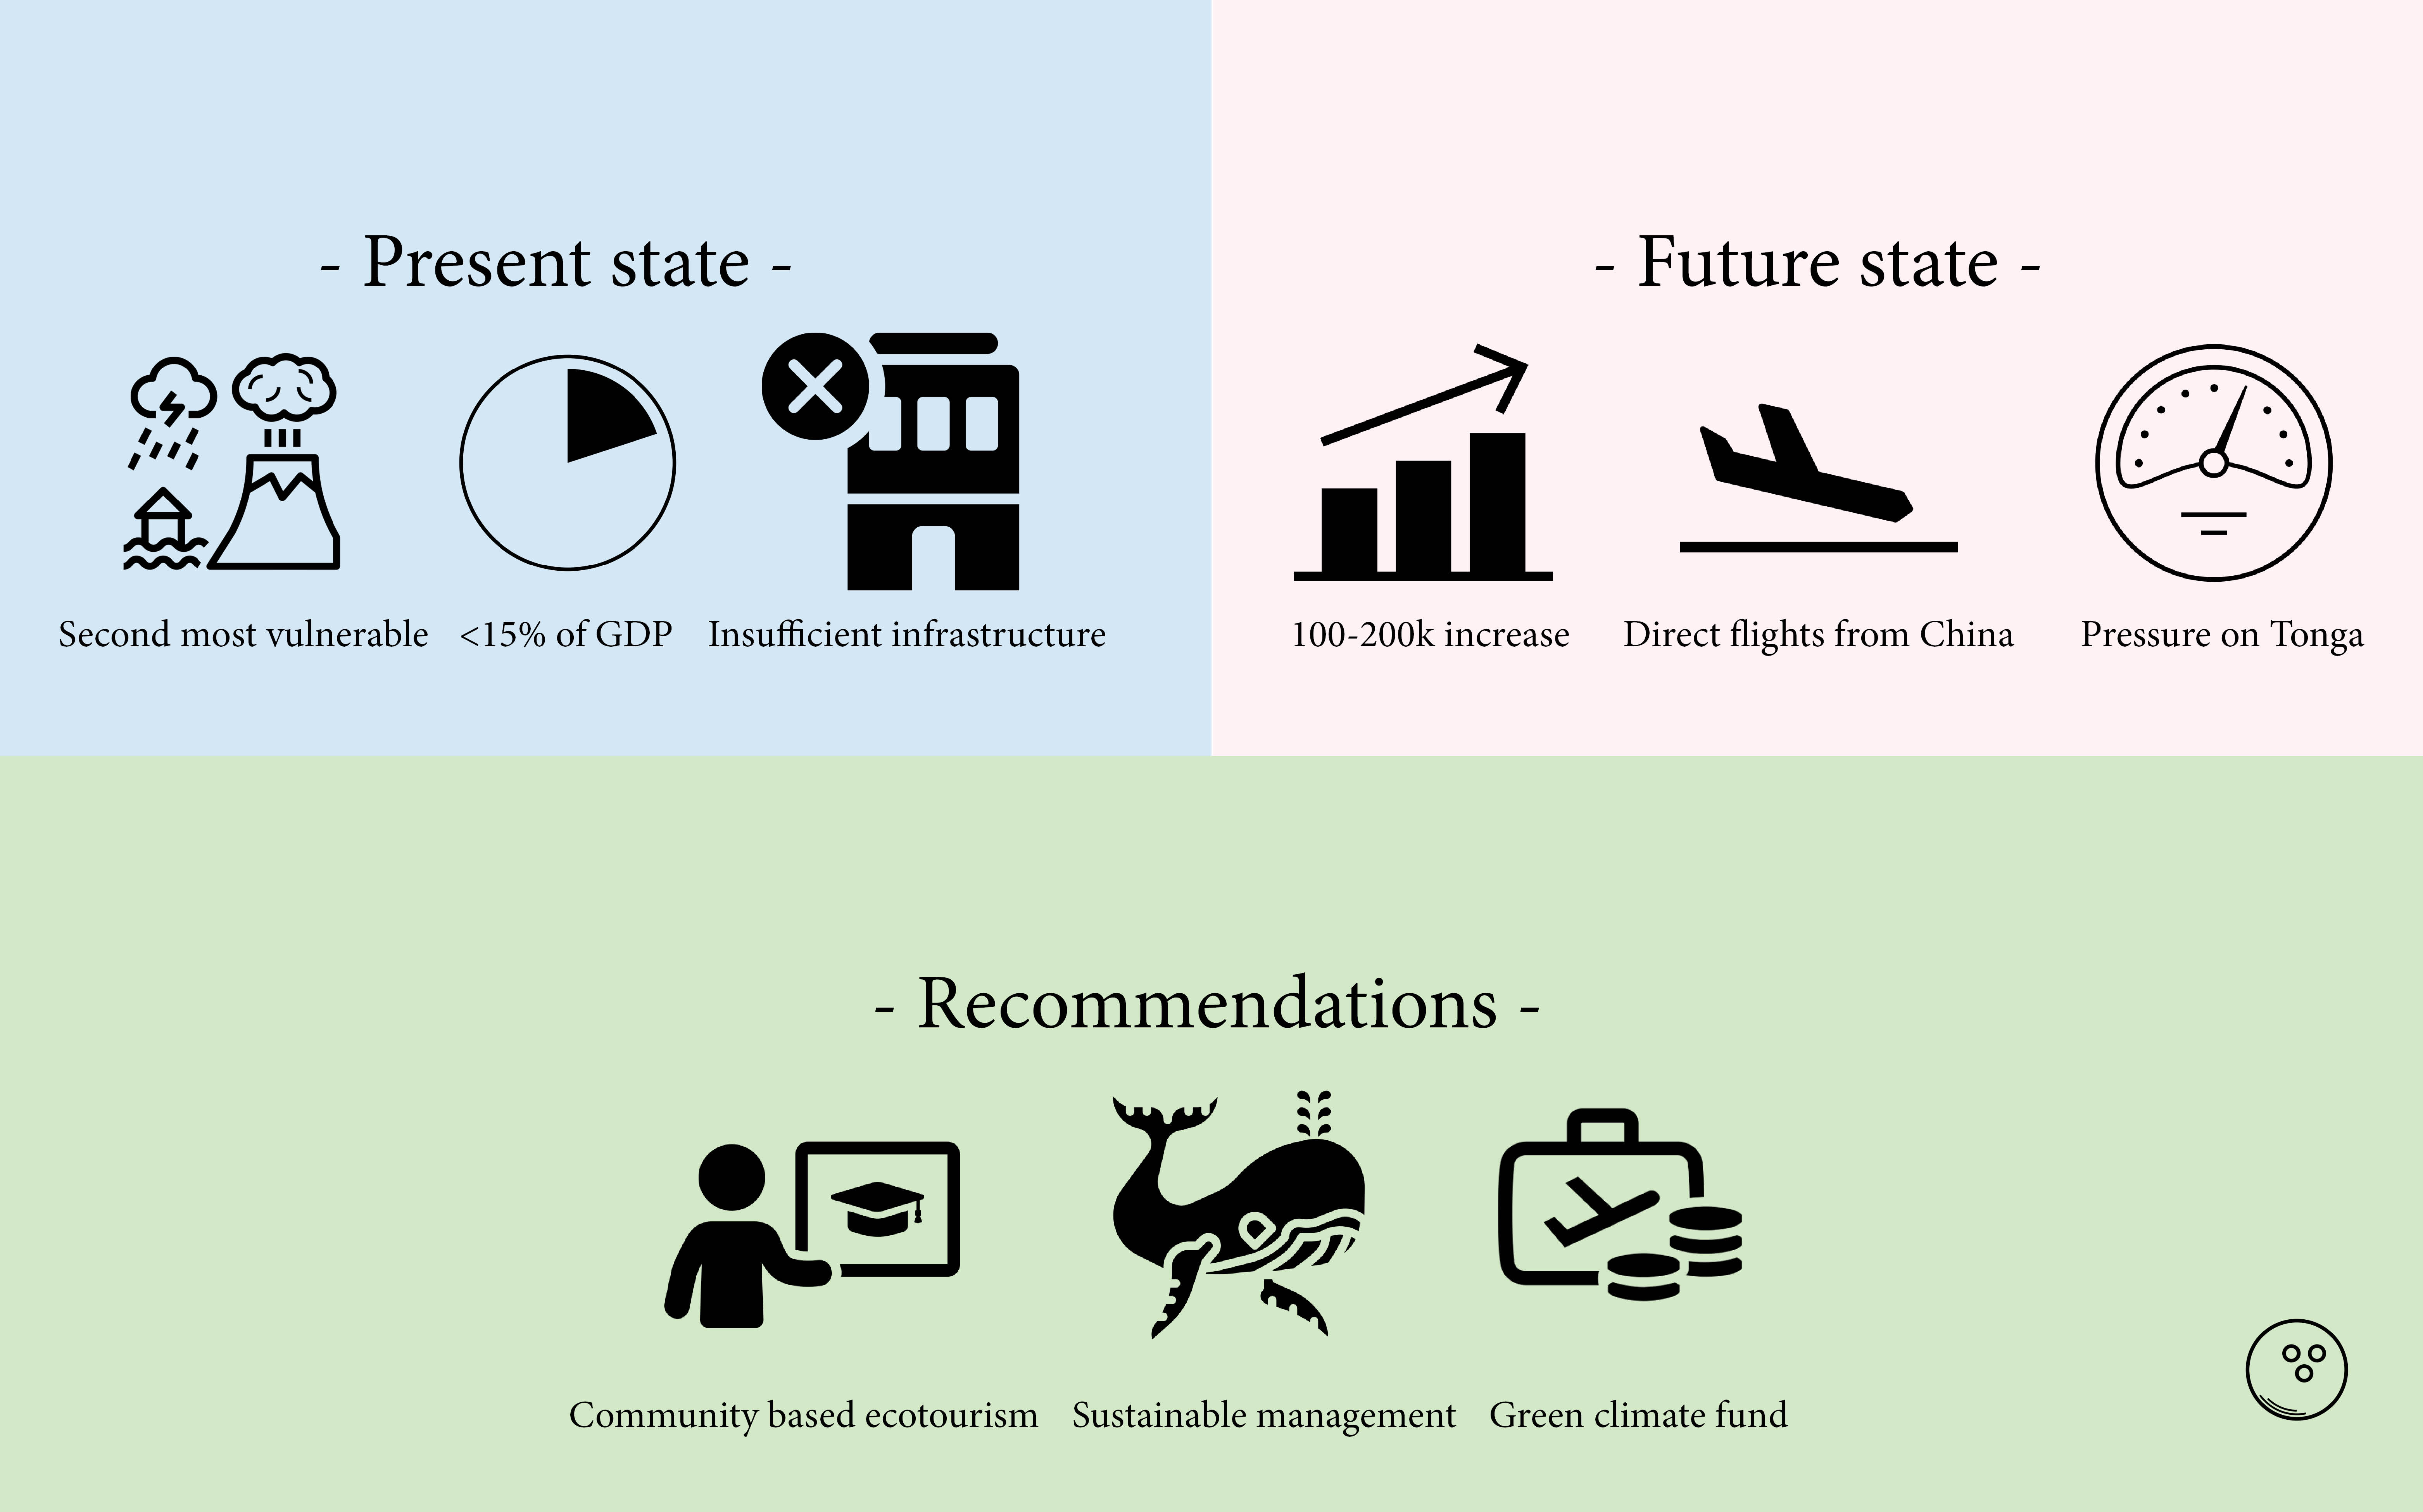 - Present state -
Second most vulnerable
<15% of GDP
Insufficient infrastructure
- Future state -
100-200k increase
Direct flights from China
Pressure on Tonga
- Recommendations -
Community based ecotourism
Sustainable management
Green climate fund